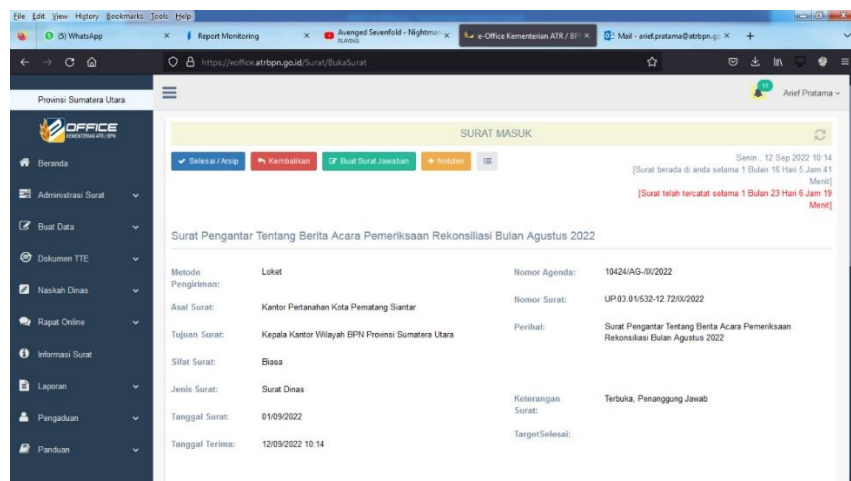 File Edit View History Bookmarks Tools Help
(5) WhatsApp
Report Monitoring
Avenged Sevenfold - Nightmar
PLAYING
e-Office Kementerian ATR / BPN
Mail - arief.pratama@atrbpn.go
https://eoffice.atrbpn.go.id/Surat/BukaSurat
Provinsi Sumatera Utara
11
Arief Pratama
OFFICE
KEMENTERIAN ATR / BPN
Beranda
Administrasi Surat
Buat Data
Dokumen TTE
Naskah Dinas
Rapat Online
Informasi Surat
Laporan
Pengaduan
Panduan
SURAT MASUK
Selesai / Arsip
Kembalikan
Buat Surat Jawaban
Notulen
Senin , 12 Sep 2022 10:14
[Surat berada di anda selama 1 Bulan 16 Hari 5 Jam 41
Menit]
[Surat telah tercatat selama 1 Bulan 23 Hari 6 Jam 19
Menit]
Surat Pengantar Tentang Berita Acara Pemeriksaan Rekonsiliasi Bulan Agustus 2022
Metode
Pengiriman:
Loket
Asal Surat:
Kantor Pertanahan Kota Pematang Siantar
Tujuan Surat:
Kepala Kantor Wilayah BPN Provinsi Sumatera Utara
Sifat Surat:
Biasa
Jenis Surat:
Surat Dinas
Tanggal Surat:
01/09/2022
Tanggal Terima:
12/09/2022 10:14
Nomor Agenda:
10424/AG-/IX/2022
Nomor Surat:
UP.03.01/532-12.72/IX/2022
Perihal:
Surat Pengantar Tentang Berita Acara Pemeriksaan
Rekonsiliasi Bulan Agustus 2022
Keterangan
Surat:
Terbuka, Penanggung Jawab
TargetSelesai: